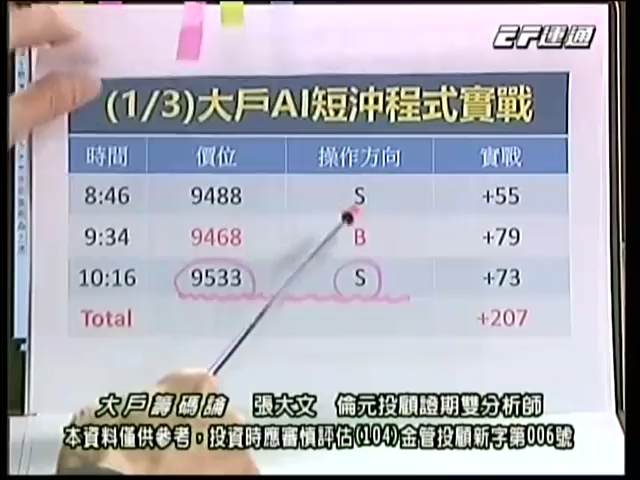 EF運通
(1/3)大戶AI短沖程式實戰
時間 價位 操作方向 實戰
8:46 9488 S +55
9:34 9468 B +79
10:16 9533 S +73
Total +207
大戶籌碼論 張大文 倫元投顧證期雙分析師
本資料僅供參考，投資時應審慎評估(104)金管投顧新字第006號